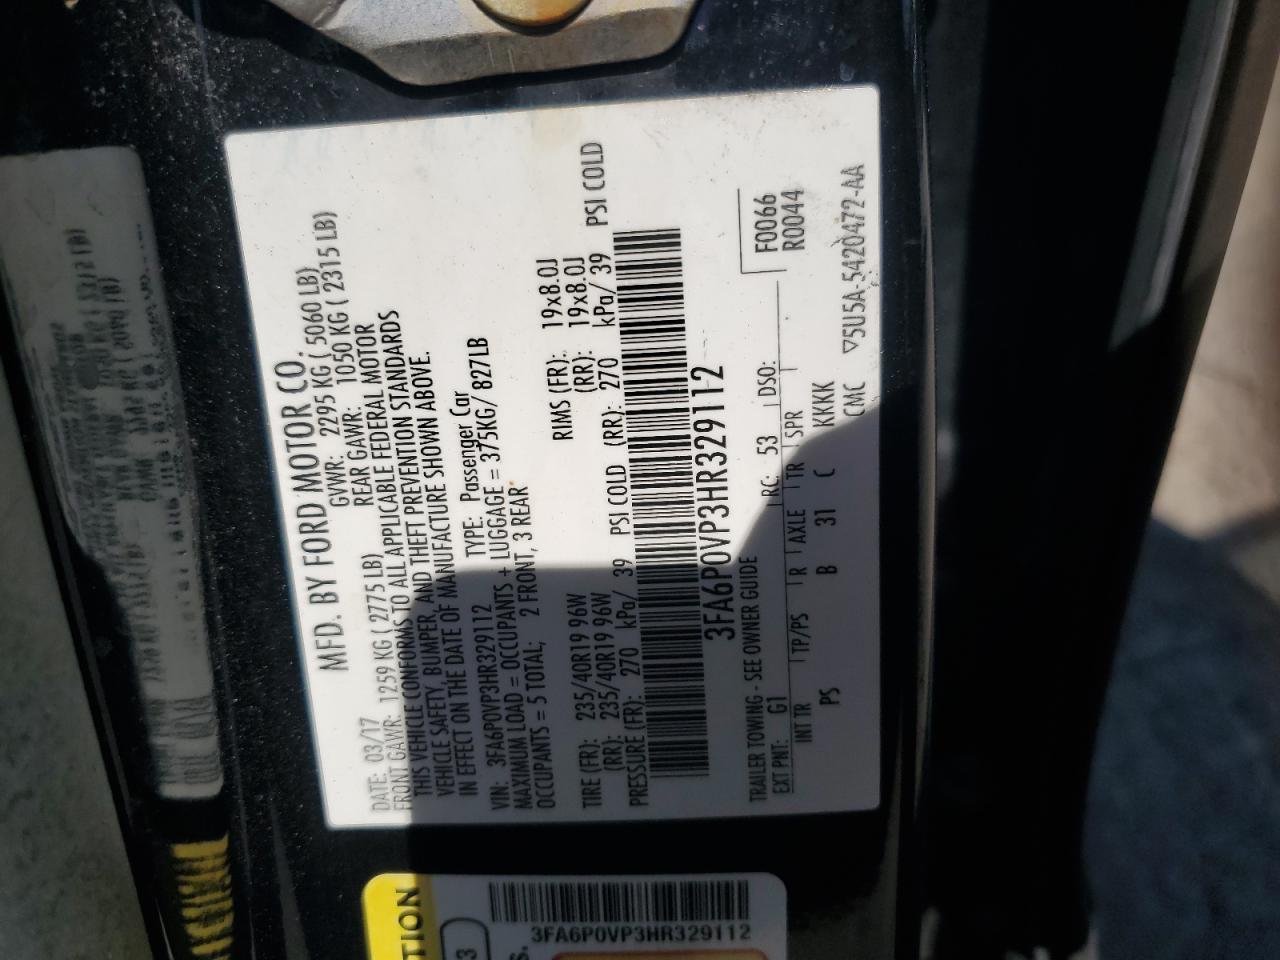 MFD. BY FORD MOTOR CO.
DATE: 03/17 GVWR: 2295 KG ( 5060 LB)
FRONT GAWR: 1259 KG ( 2775 LB) REAR GAWR: 1050 KG ( 2315 LB)
THIS VEHICLE CONFORMS TO ALL APPLICABLE FEDERAL MOTOR
VEHICLE SAFETY, BUMPER, AND THEFT PREVENTION STANDARDS
IN EFFECT ON THE DATE OF MANUFACTURE SHOWN ABOVE.
VIN: 3FA6P0VP3HR329112 TYPE: Passenger Car
MAXIMUM LOAD = OCCUPANTS + LUGGAGE = 375KG/ 827LB
OCCUPANTS = 5 TOTAL; 2 FRONT, 3 REAR
TIRE (FR): 235/40R19 96W RIMS (FR): 19x8.0J
(RR): 235/40R19 96W (RR): 19x8.0J
PRESSURE (FR): 270 kPa/ 39 PSI COLD (RR): 270 kPa/ 39 PSI COLD
3FA6P0VP3HR329112
TRAILER TOWING - SEE OWNER GUIDE
F0066
EXT PNT: G1 RC: 53 DSO: R0044
INT TR TP/PS R AXLE TR SPR
PS B 31 C KKKK
CMC ▽5U5A-5420472-AA
TION
3
S.
3FA6P0VP3HR329112